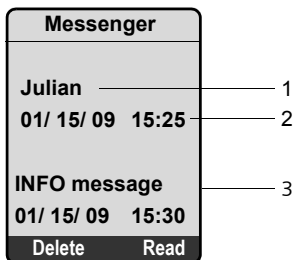 Messenger
Julian 1
01/ 15/ 09 15:25 2
INFO message 3
01/ 15/ 09 15:30
Delete Read